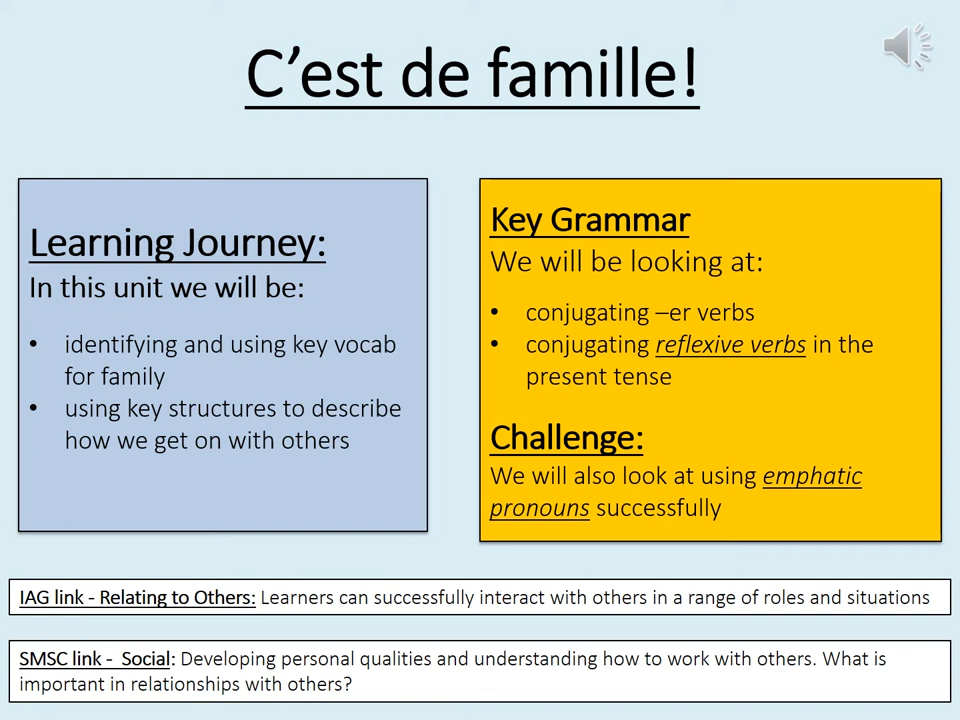 C’est de famille!
Learning Journey:
In this unit we will be:
• identifying and using key vocab
for family
• using key structures to describe
how we get on with others
Key Grammar
We will be looking at:
• conjugating –er verbs
• conjugating reflexive verbs in the
present tense
Challenge:
We will also look at using emphatic
pronouns successfully
IAG link - Relating to Others: Learners can successfully interact with others in a range of roles and situations
SMSC link -  Social: Developing personal qualities and understanding how to work with others. What is
important in relationships with others?